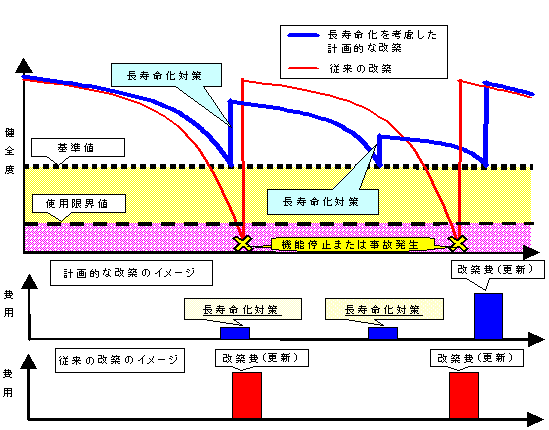 長寿命化を考慮した
計画的な改築
従来の改築
長寿命化対策
健全度
基準値
長寿命化対策
使用限界値
機能停止または事故発生
計画的な改築のイメージ
改築費(更新)
費用
長寿命化対策
長寿命化対策
従来の改築のイメージ
改築費(更新)
改築費(更新)
費用